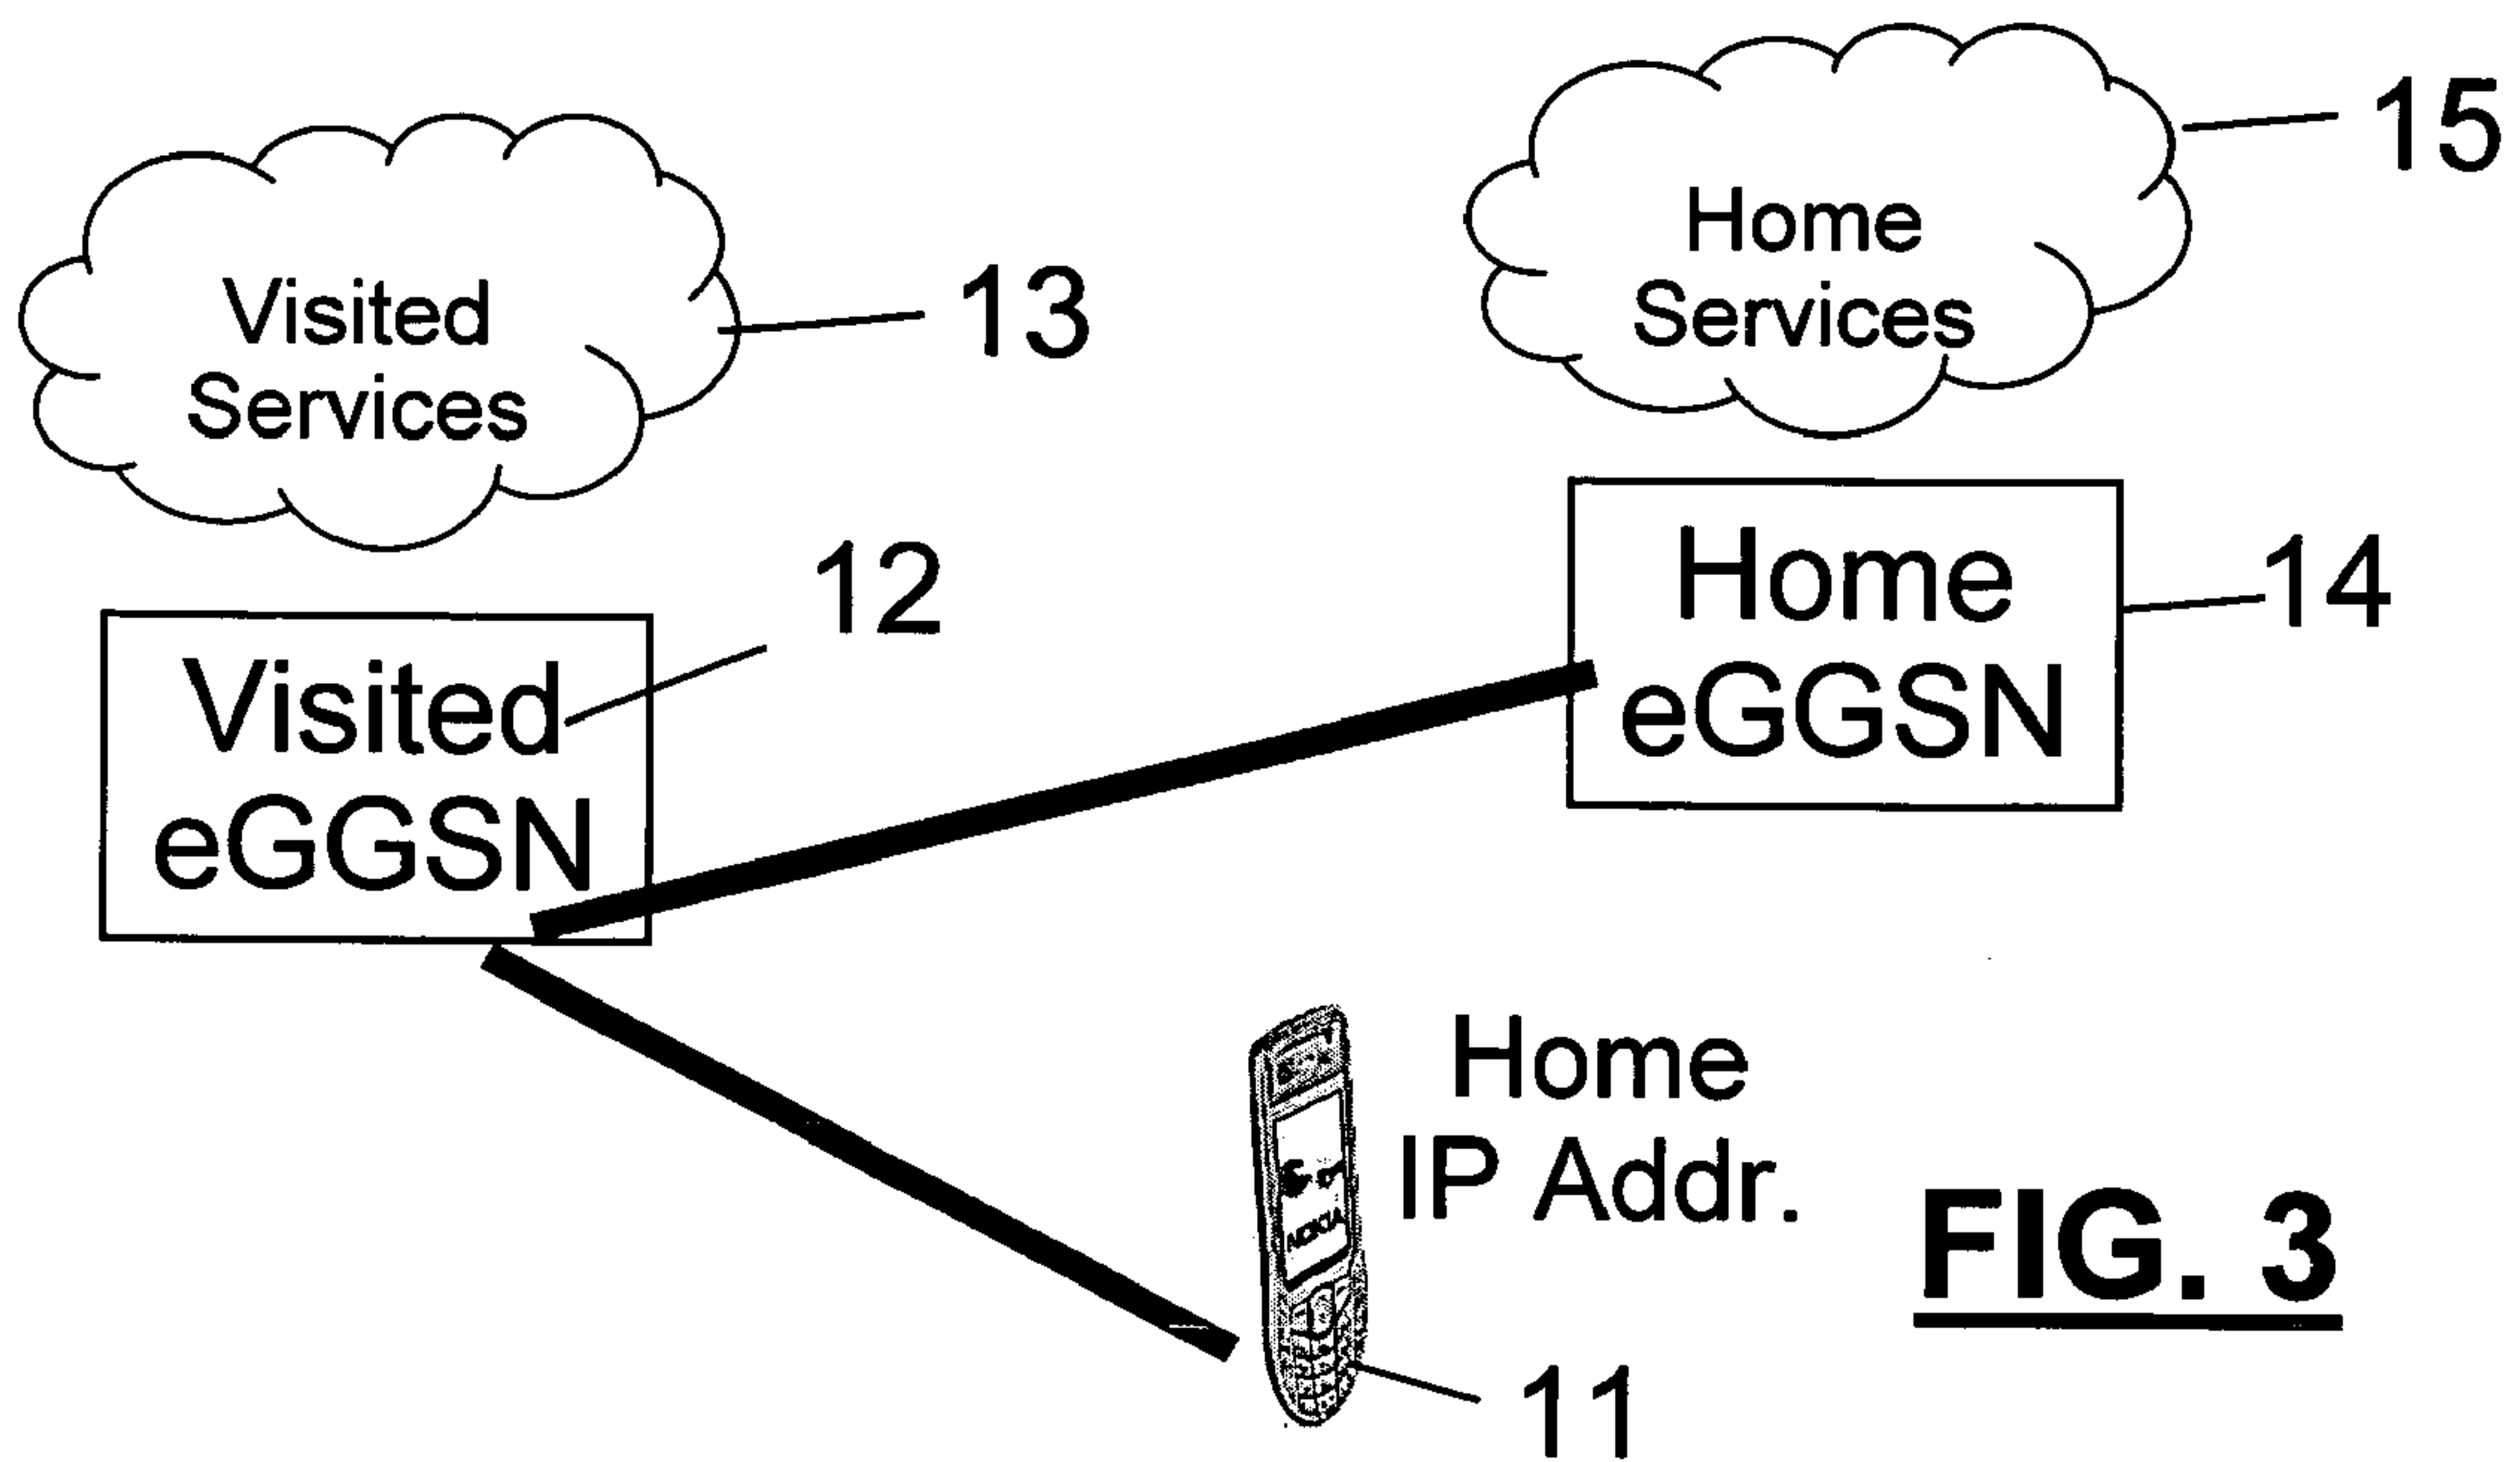 15
Home
Services
13
Visited
Services
12
Home
eGGSN
14
Visited
eGGSN
Home
IP Addr.
FIG. 3
11